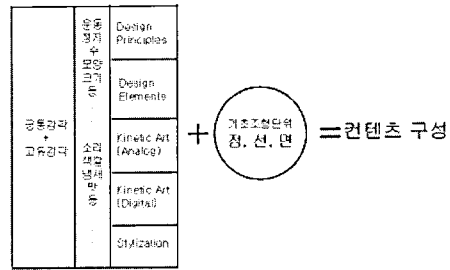 공통감각
+
고유감각
운동
정지
수
모양
크기
등
소리
색깔
냄새
맛
등
Design
Principles
Design
Elements
Kinetic Art
(Analog)
Kinetic Art
(Digital)
Stylization
+
기초조형단위
점. 선. 면
=컨텐츠 구성